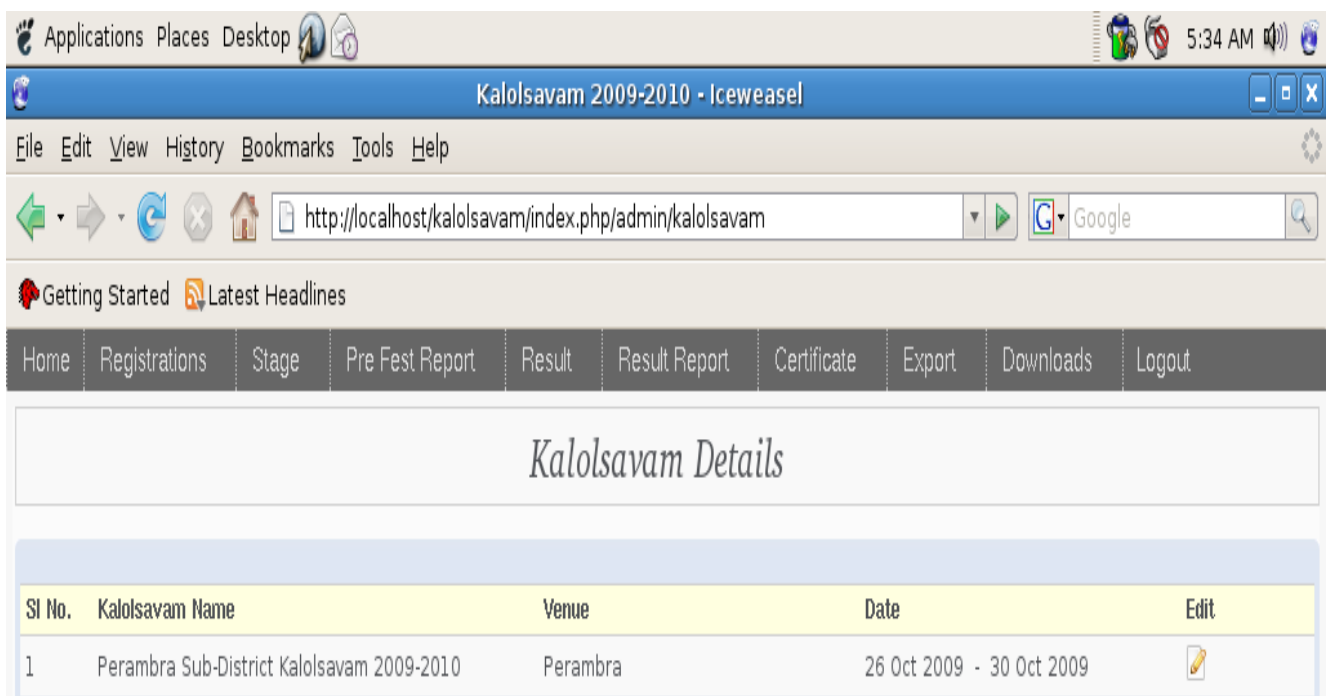 Applications Places Desktop 5:34 AM
Kalolsavam 2009-2010 - Iceweasel
File Edit View History Bookmarks Tools Help
http://localhost/kalolsavam/index.php/admin/kalolsavam G Google
Getting Started Latest Headlines
Home Registrations Stage Pre Fest Report Result Result Report Certificate Export Downloads Logout
Kalolsavam Details
Sl No. Kalolsavam Name Venue Date Edit
1 Perambra Sub-District Kalolsavam 2009-2010 Perambra 26 Oct 2009 - 30 Oct 2009